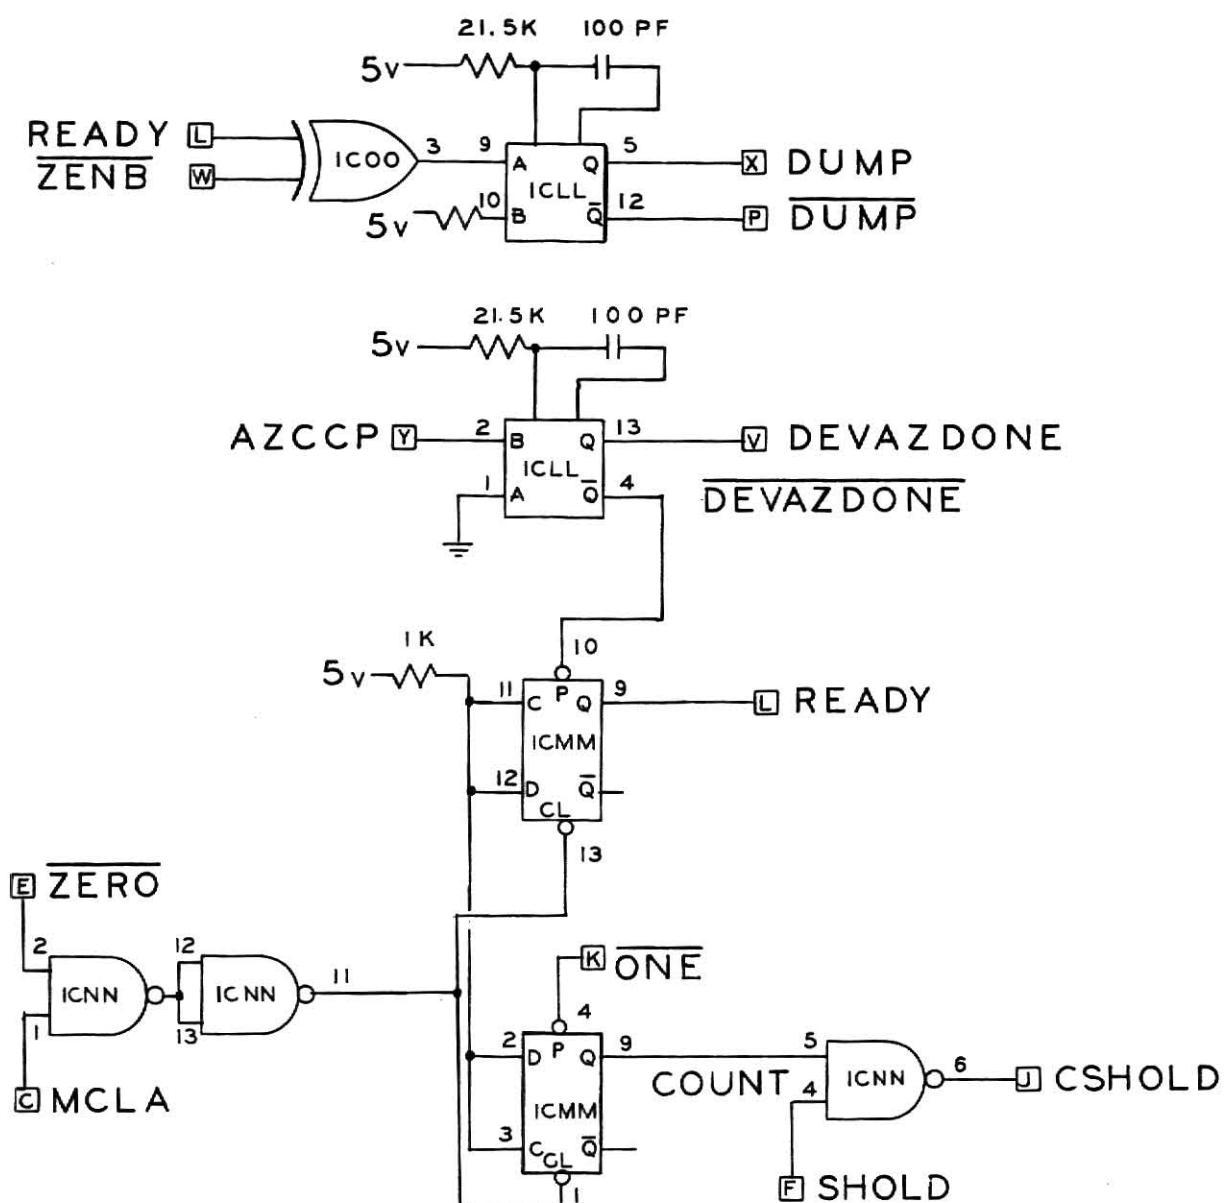 21.5K 100 PF
5V
READY L
3 9 A Q 5 X DUMP
ZENB W
ICOO
ICLL
10 B Q 12 P DUMP
5V
21.5K 100 PF
5V
AZCCP Y 2 B Q 13 V DEVAZDONE
ICLL
1 A Q 4 DEVAZDONE
1K
10
5V
11 C P Q 9 L READY
ICMM
12 D Q
CL
13
E ZERO
2 12
K ONE
ICNN ICNN 11
4
1 13
2 D P Q 9 5
COUNT 4 ICNN 6 J CSHOLD
C MCLA
ICMM
3 C Q
CL
1
F SHOLD